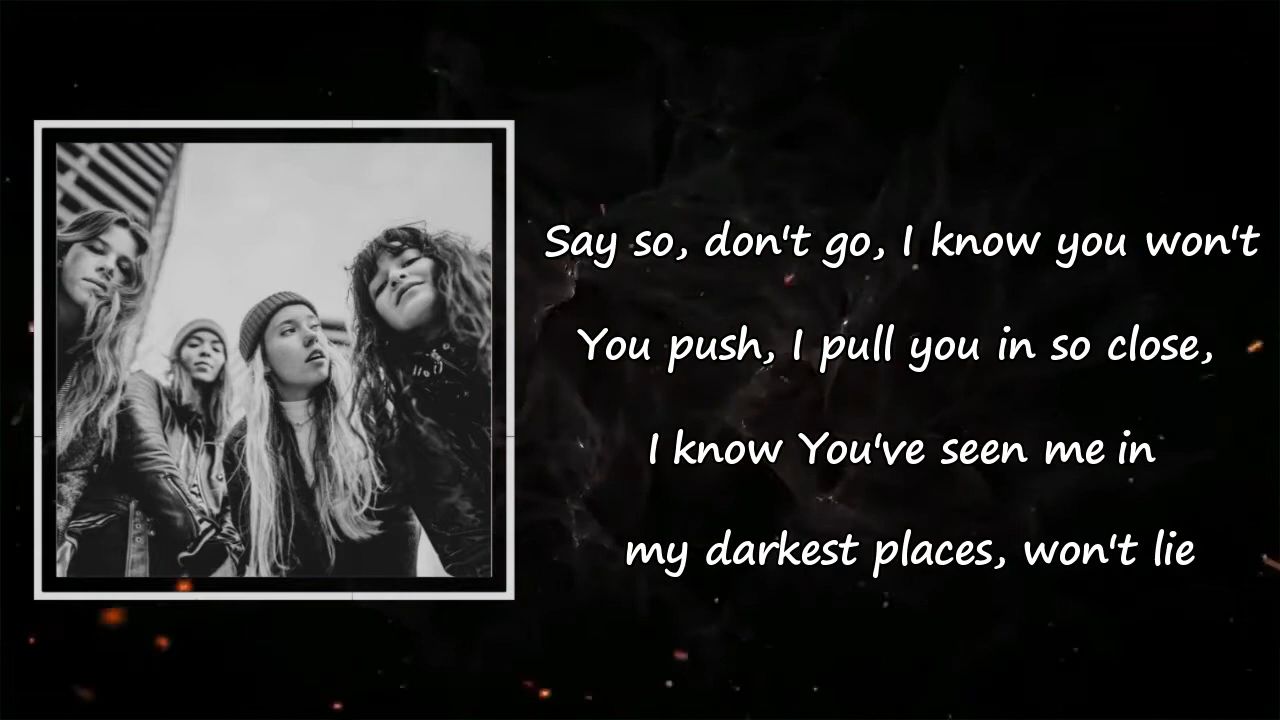 Say so, don't go, I know you won't
You push, I pull you in so close,
I know You've seen me in
my darkest places, won't lie